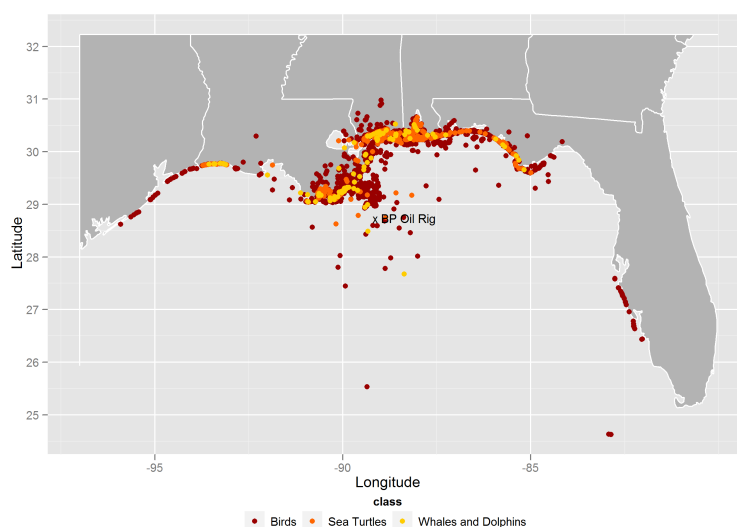 32
31
30
29
28
27
26
25
Latitude
x BP Oil Rig
-95
-90
-85
Longitude
class
Birds Sea Turtles Whales and Dolphins